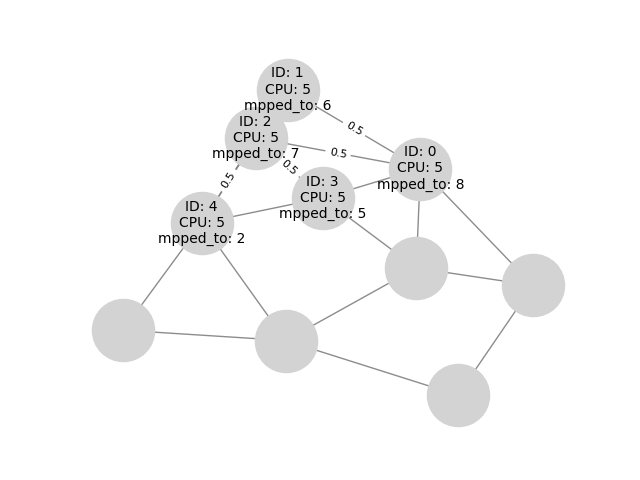 ID: 1
CPU: 5
mpped_to: 6
ID: 2
CPU: 5
mpped_to: 7
0.5
0.5
ID: 0
CPU: 5
mpped_to: 8
0.5
0.5
ID: 3
CPU: 5
mpped_to: 5
ID: 4
CPU: 5
mpped_to: 2